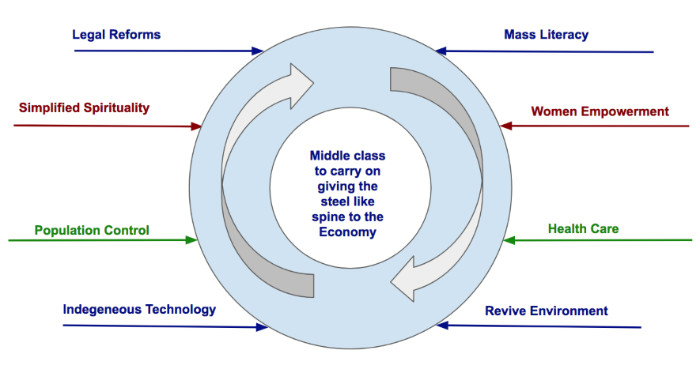 Legal Reforms
Mass Literacy
Simplified Spirituality
Women Empowerment
Middle class
to carry on
giving the
steel like
spine to the
Economy
Population Control
Health Care
Indegeneous Technology
Revive Environment